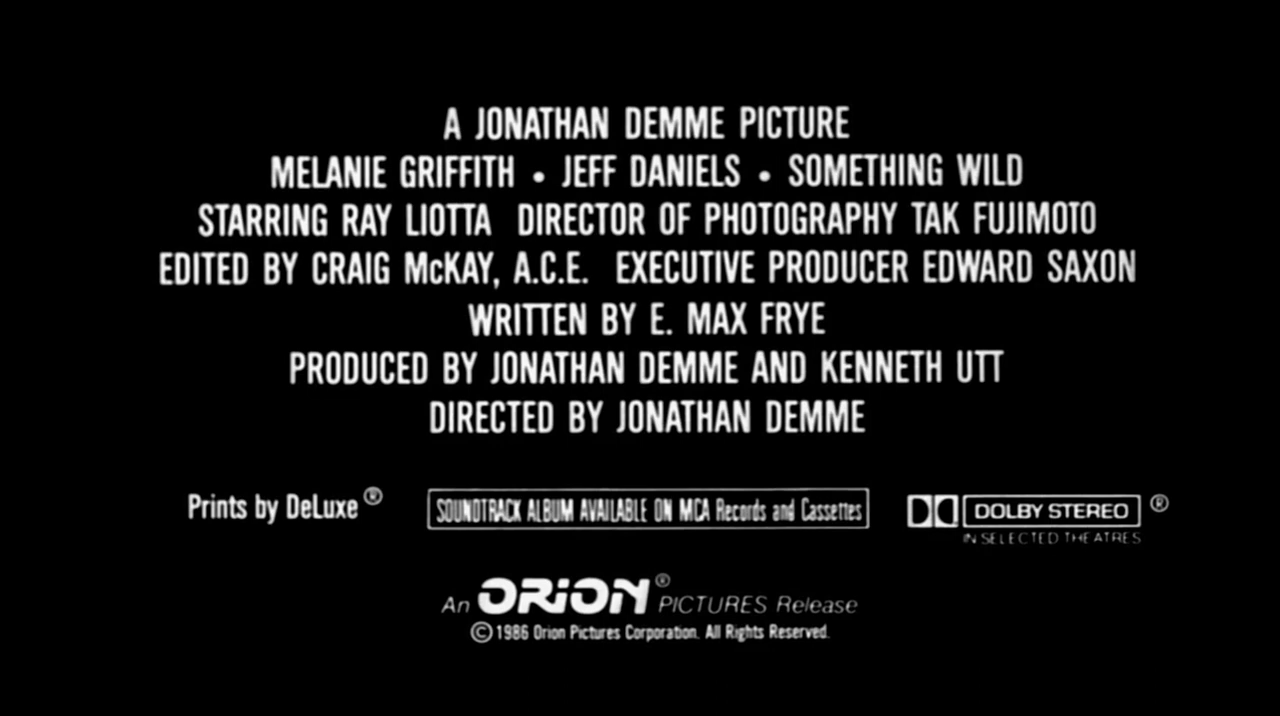 A JONATHAN DEMME PICTURE
MELANIE GRIFFITH • JEFF DANIELS • SOMETHING WILD
STARRING RAY LIOTTA DIRECTOR OF PHOTOGRAPHY TAK FUJIMOTO
EDITED BY CRAIG McKAY, A.C.E. EXECUTIVE PRODUCER EDWARD SAXON
WRITTEN BY E. MAX FRYE
PRODUCED BY JONATHAN DEMME AND KENNETH UTT
DIRECTED BY JONATHAN DEMME
Prints by DeLuxe® SOUNDTRACK ALBUM AVAILABLE ON MCA Records and Cassettes DOLBY STEREO ®
IN SELECTED THEATRES
An ORION® PICTURES Release
© 1986 Orion Pictures Corporation. All Rights Reserved.